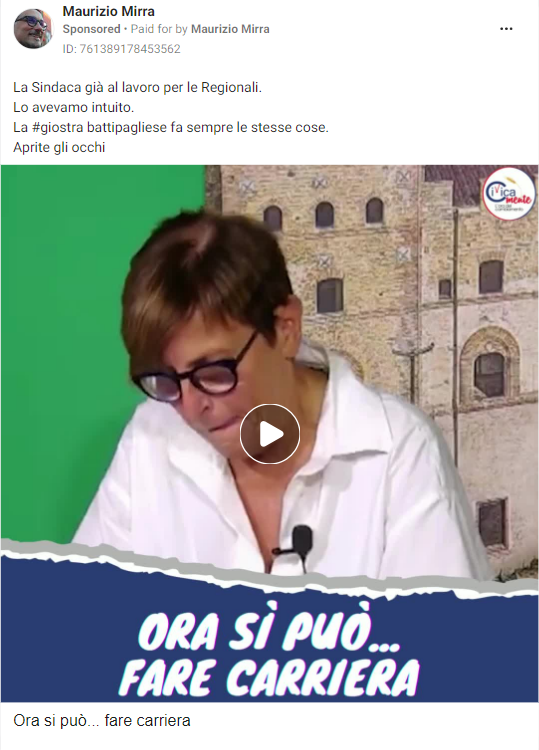 Maurizio Mirra
Sponsored • Paid for by Maurizio Mirra
ID: 761389178453562
La Sindaca già al lavoro per le Regionali.
Lo avevamo intuito.
La #giostra battipagliese fa sempre le stesse cose.
Aprite gli occhi
CiVica
mente
ORA SÌ PUÒ...
FARE CARRIERA
Ora si può... fare carriera